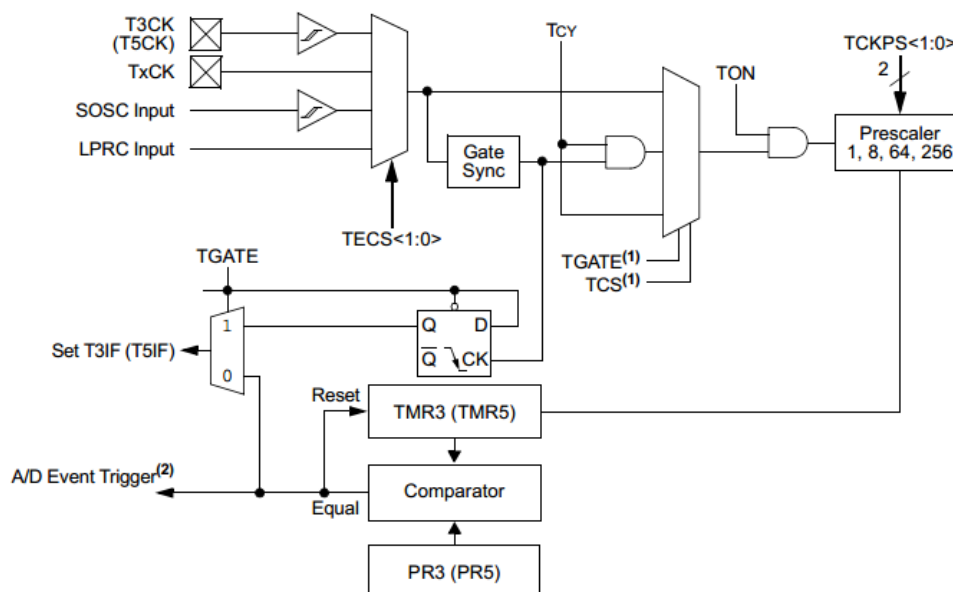 T3CK
(T5CK)
TxCK
SOSC Input
LPRC Input
TECS<1:0>
TCY
Gate
Sync
TGATE(1)
TCS(1)
TON
TCKPS<1:0>
2
Prescaler
1, 8, 64, 256
TGATE
1
0
Set T3IF (T5IF)
Q
D
Q
CK
Reset
TMR3 (TMR5)
A/D Event Trigger(2)
Equal
Comparator
PR3 (PR5)